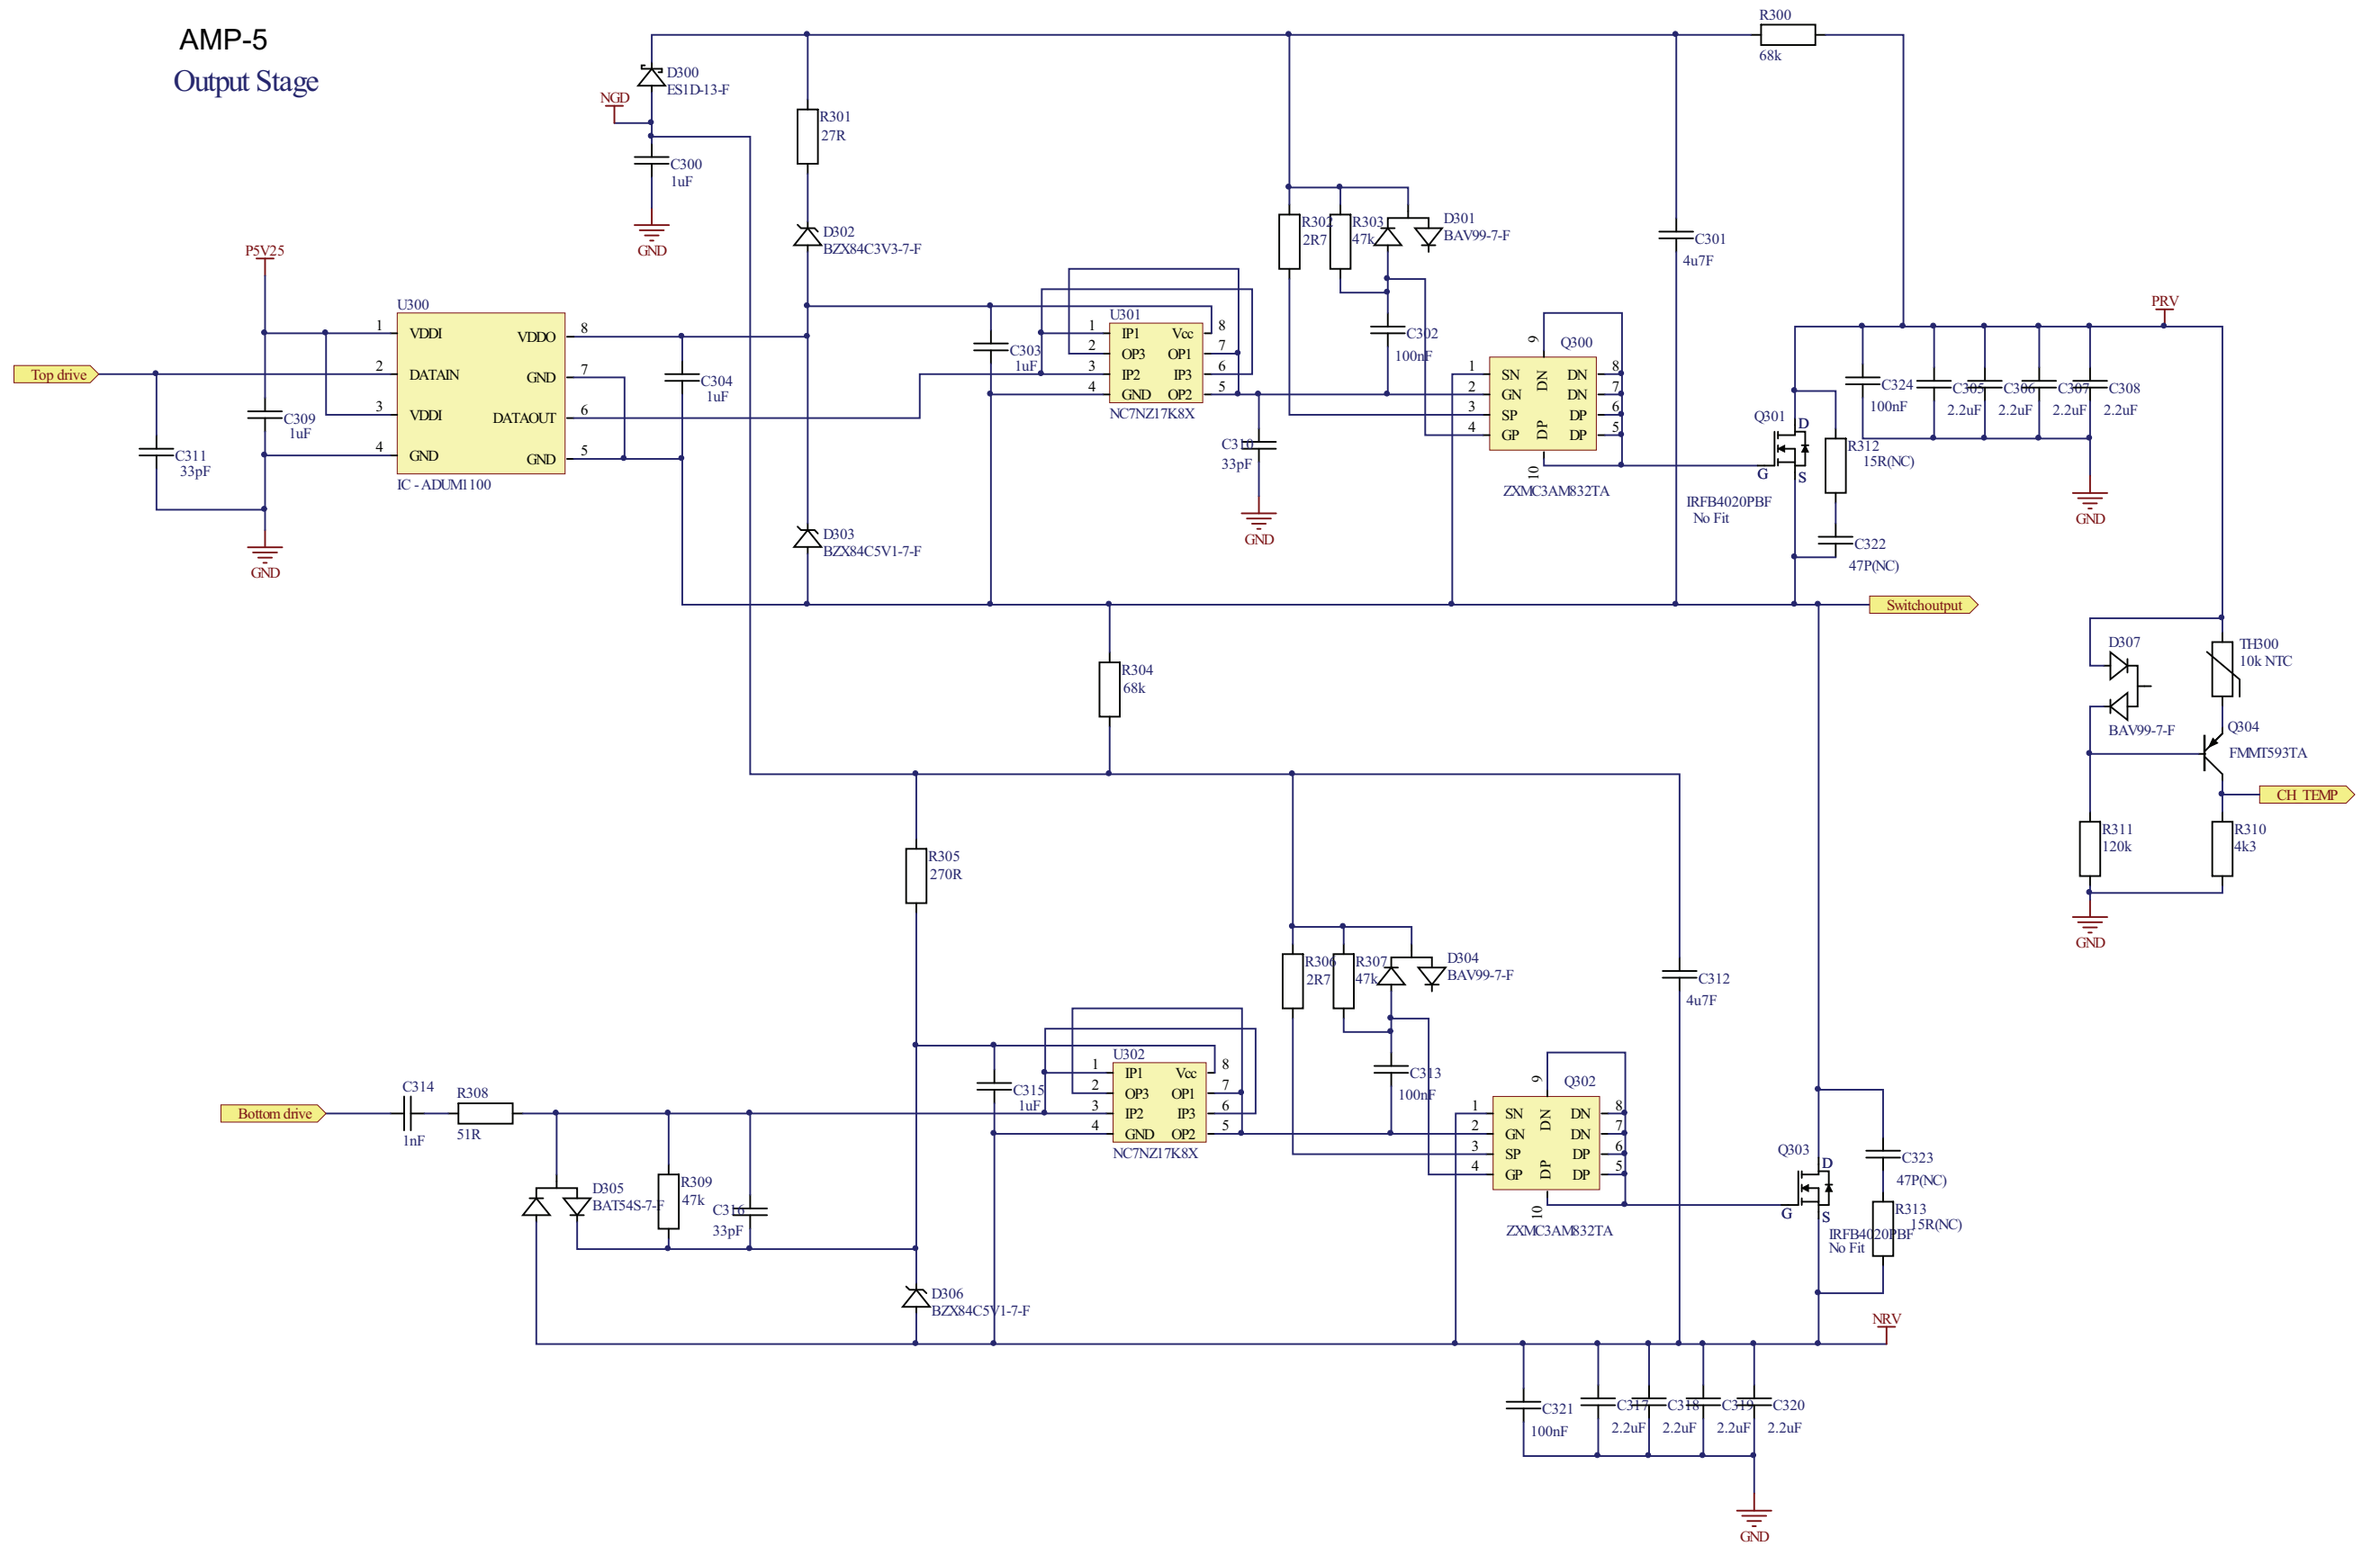 AMP-5
Output Stage
R300
68k
D300
ES1D-13-F
NGD
C300
1uF
GND
R301
27R
D302
BZX84C3V3-7-F
R302
2R7
R303
47k
D301
BAV99-7-F
C301
4u7F
P5V25
U300
1
VDDI
VDDO
8
2
DATAIN
GND
7
3
VDDI
DATAOUT
6
4
GND
GND
5
IC - ADUM1100
Top drive
C311
33pF
C309
1uF
GND
C304
1uF
D303
BZX84C5V1-7-F
C303
1uF
U301
1
IP1
Vcc
8
2
OP3
OP1
7
3
IP2
IP3
6
4
GND
OP2
5
NC7NZ17K8X
C302
100nF
C310
33pF
GND
Q300
9
1
SN
DN
DN
8
2
GN
DN
7
3
SP
DP
6
4
GP
DP
DP
5
10
ZXMC3AM832TA
PRV
Q301
D
G
S
IRFB4020PBF
No Fit
R312
15R(NC)
C322
47P(NC)
C324
100nF
C305
2.2uF
C306
2.2uF
C307
2.2uF
C308
2.2uF
GND
Switchoutput
R304
68k
D307
BAV99-7-F
TH300
10k NTC
Q304
FMMT593TA
CH TEMP
R311
120k
R310
4k3
GND
R305
270R
R306
2R7
R307
47k
D304
BAV99-7-F
C312
4u7F
Bottom drive
C314
1nF
R308
51R
D305
BAT54S-7-F
R309
47k
C316
33pF
D306
BZX84C5V1-7-F
C315
1uF
U302
1
IP1
Vcc
8
2
OP3
OP1
7
3
IP2
IP3
6
4
GND
OP2
5
NC7NZ17K8X
C313
100nF
Q302
9
1
SN
DN
DN
8
2
GN
DN
7
3
SP
DP
6
4
GP
DP
DP
5
10
ZXMC3AM832TA
Q303
D
G
S
IRFB4020PBF
No Fit
C323
47P(NC)
R313
15R(NC)
NRV
C321
100nF
C317
2.2uF
C318
2.2uF
C319
2.2uF
C320
2.2uF
GND